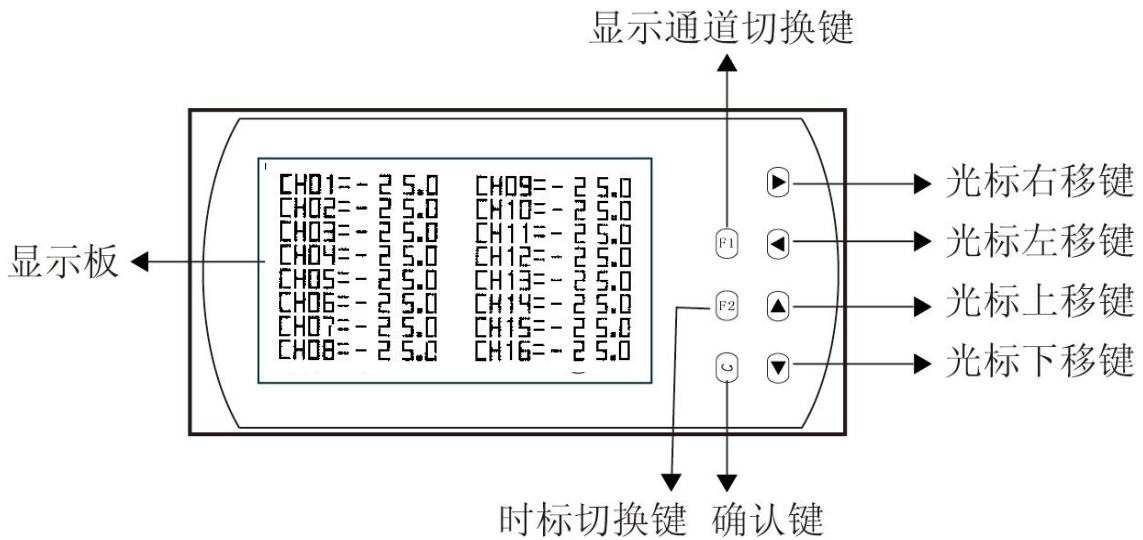 显示通道切换键
CH01=-25.0 CH09=-25.0
CH02=-25.0 CH10=-25.0
CH03=-25.0 CH11=-25.0
CH04=-25.0 CH12=-25.0
CH05=-25.0 CH13=-25.0
CH06=-25.0 CH14=-25.0
CH07=-25.0 CH15=-25.0
CH08=-25.0 CH16=-25.0
显示板
F1
F2
C
光标右移键
光标左移键
光标上移键
光标下移键
时标切换键 确认键